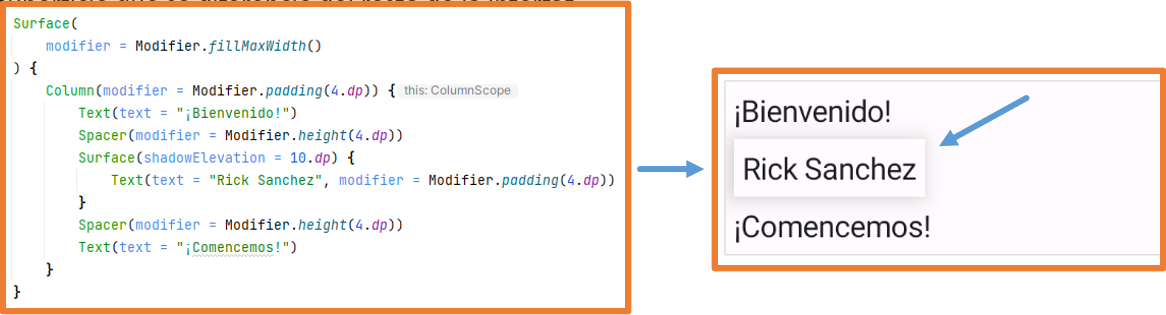 Surface(
modifier = Modifier.fillMaxWidth()
) {
Column(modifier = Modifier.padding(4.dp)) { this: ColumnScope
Text(text = "¡Bienvenido!")
Spacer(modifier = Modifier.height(4.dp))
Surface(shadowElevation = 10.dp) {
Text(text = "Rick Sanchez", modifier = Modifier.padding(4.dp))
}
Spacer(modifier = Modifier.height(4.dp))
Text(text = "¡Comencemos!")
}
}
¡Bienvenido!
Rick Sanchez
¡Comencemos!